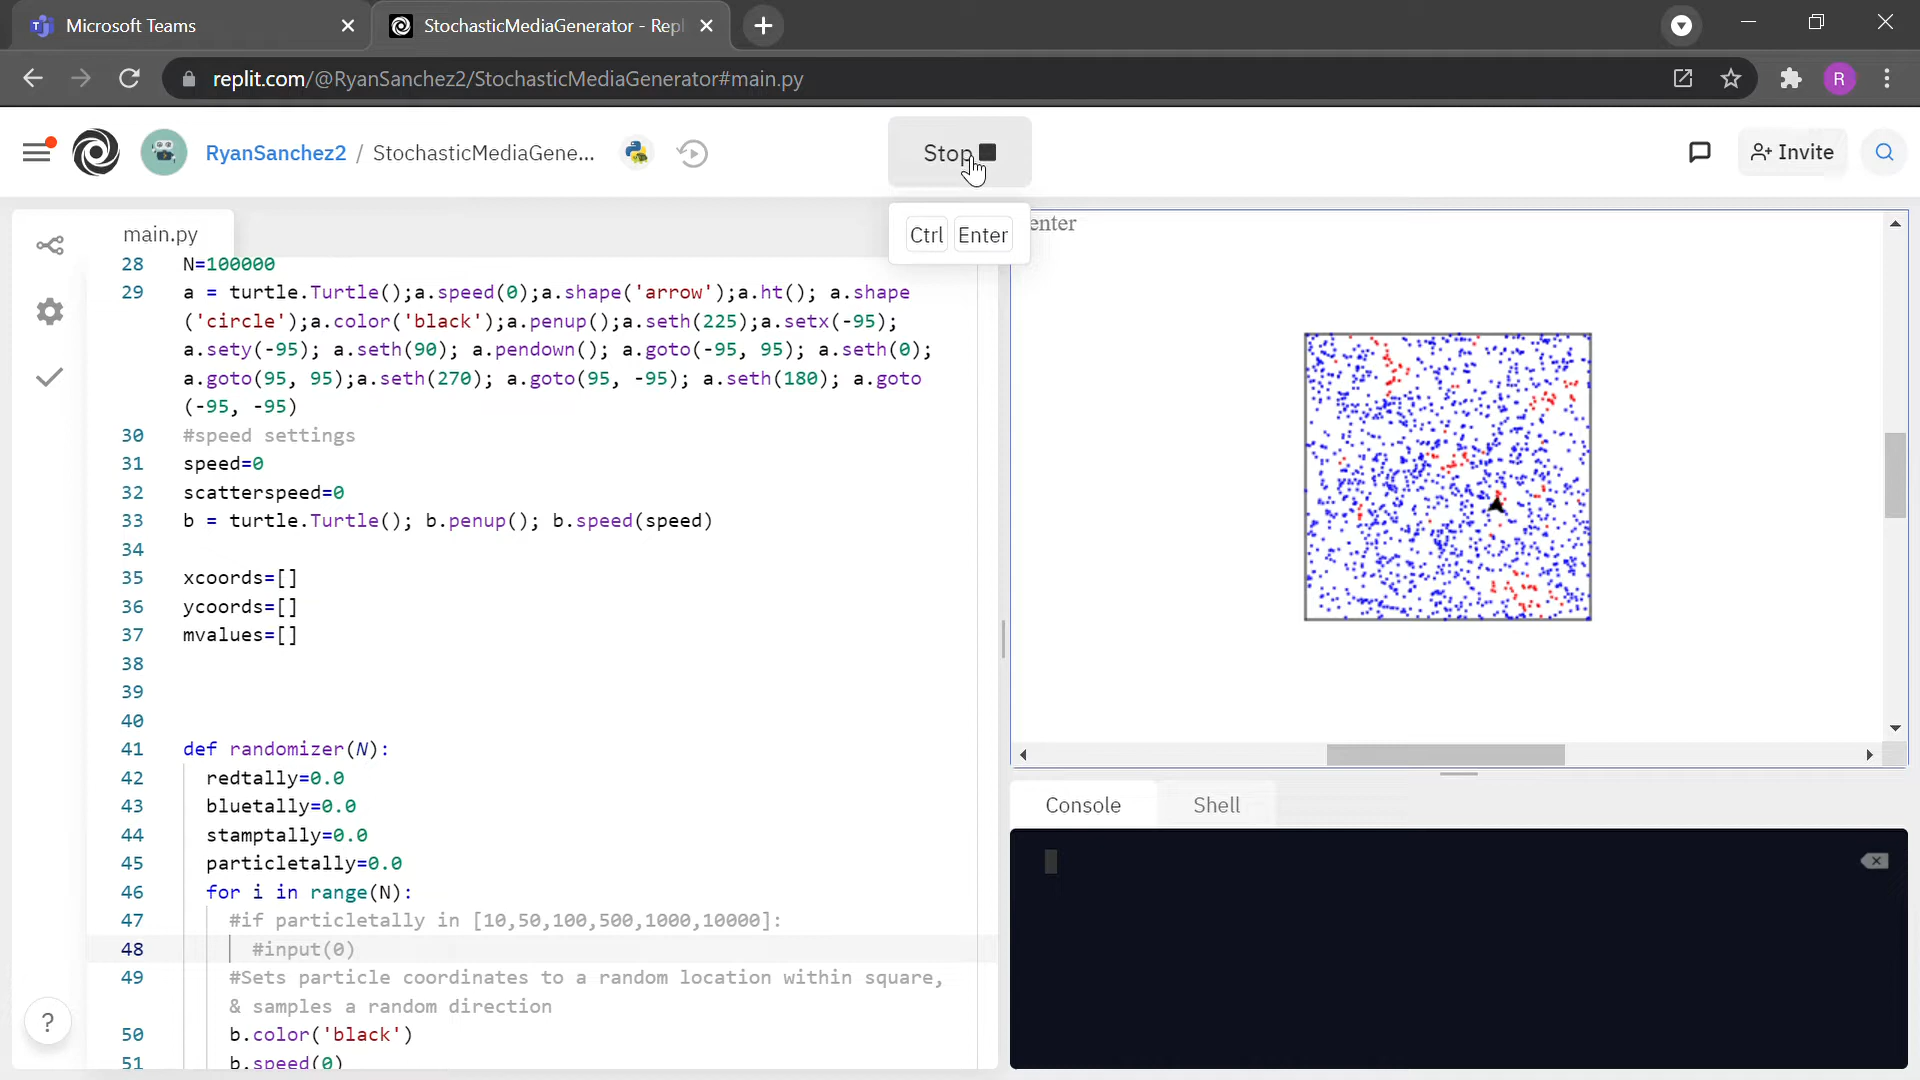 Microsoft Teams
StochasticMediaGenerator - Repl
replit.com/@RyanSanchez2/StochasticMediaGenerator#main.py
R
RyanSanchez2 / StochasticMediaGene...
Stop
Invite
Ctrl Enter
main.py
28 N=100000
29 a = turtle.Turtle();a.speed(0);a.shape('arrow');a.ht(); a.shape
('circle');a.color('black');a.penup();a.seth(225);a.setx(-95);
a.sety(-95); a.seth(90); a.pendown(); a.goto(-95, 95); a.seth(0);
a.goto(95, 95);a.seth(270); a.goto(95, -95); a.seth(180); a.goto
(-95, -95)
30 #speed settings
31 speed=0
32 scatterspeed=0
33 b = turtle.Turtle(); b.penup(); b.speed(speed)
34
35 xcoords=[]
36 ycoords=[]
37 mvalues=[]
38
39
40
41 def randomizer(N):
42 redtally=0.0
43 bluetally=0.0
44 stamptally=0.0
45 particletally=0.0
46 for i in range(N):
47 #if particletally in [10,50,100,500,1000,10000]:
48 #input(0)
49 #Sets particle coordinates to a random location within square,
& samples a random direction
50 b.color('black')
51 b.speed(0)
?
enter
Console
Shell